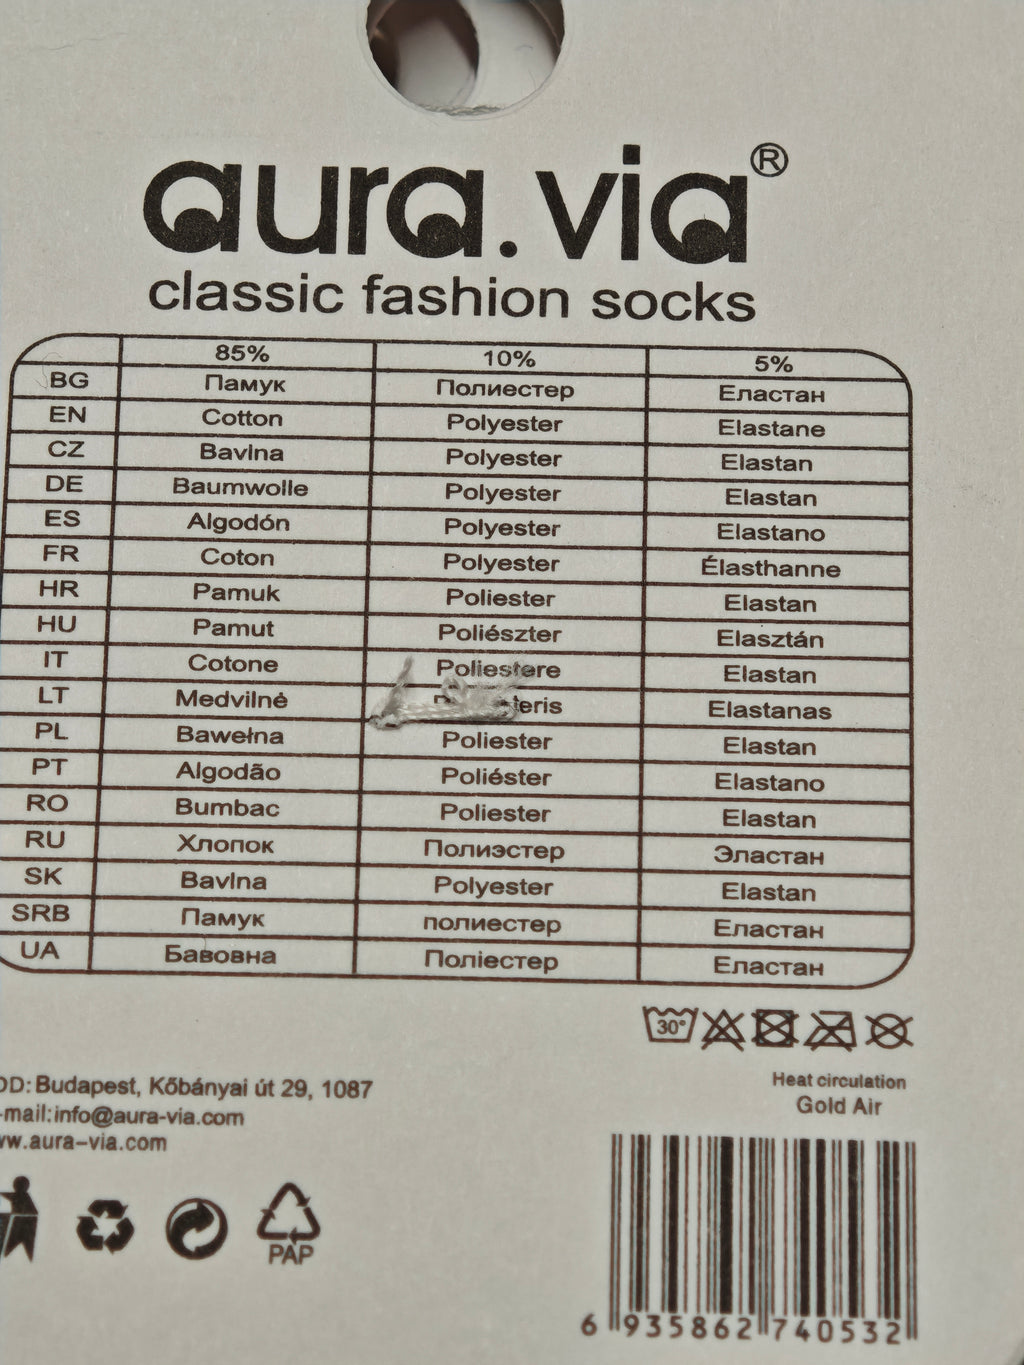 aura.via®
classic fashion socks
85% 10% 5%
BG Памук Полиестер Еластан
EN Cotton Polyester Elastane
CZ Bavlna Polyester Elastan
DE Baumwolle Polyester Elastan
ES Algodón Polyester Elastano
FR Coton Polyester Élasthanne
HR Pamuk Poliester Elastan
HU Pamut Poliészter Elasztán
IT Cotone Poliestere Elastan
LT Medvilnė Elastanas
PL Bawełna Poliester Elastan
PT Algodão Poliéster Elastano
RO Bumbac Poliester Elastan
RU Хлопок Полиэстер Эластан
SK Bavlna Polyester Elastan
SRB Памук полиестер Еластан
UA Бавовна Поліестер Еластан
30°
Heat circulation
Gold Air
Budapest, Kőbányai út 29, 1087
-mail:info@aura-via.com
www.aura-via.com
PAP
6 935862 740532